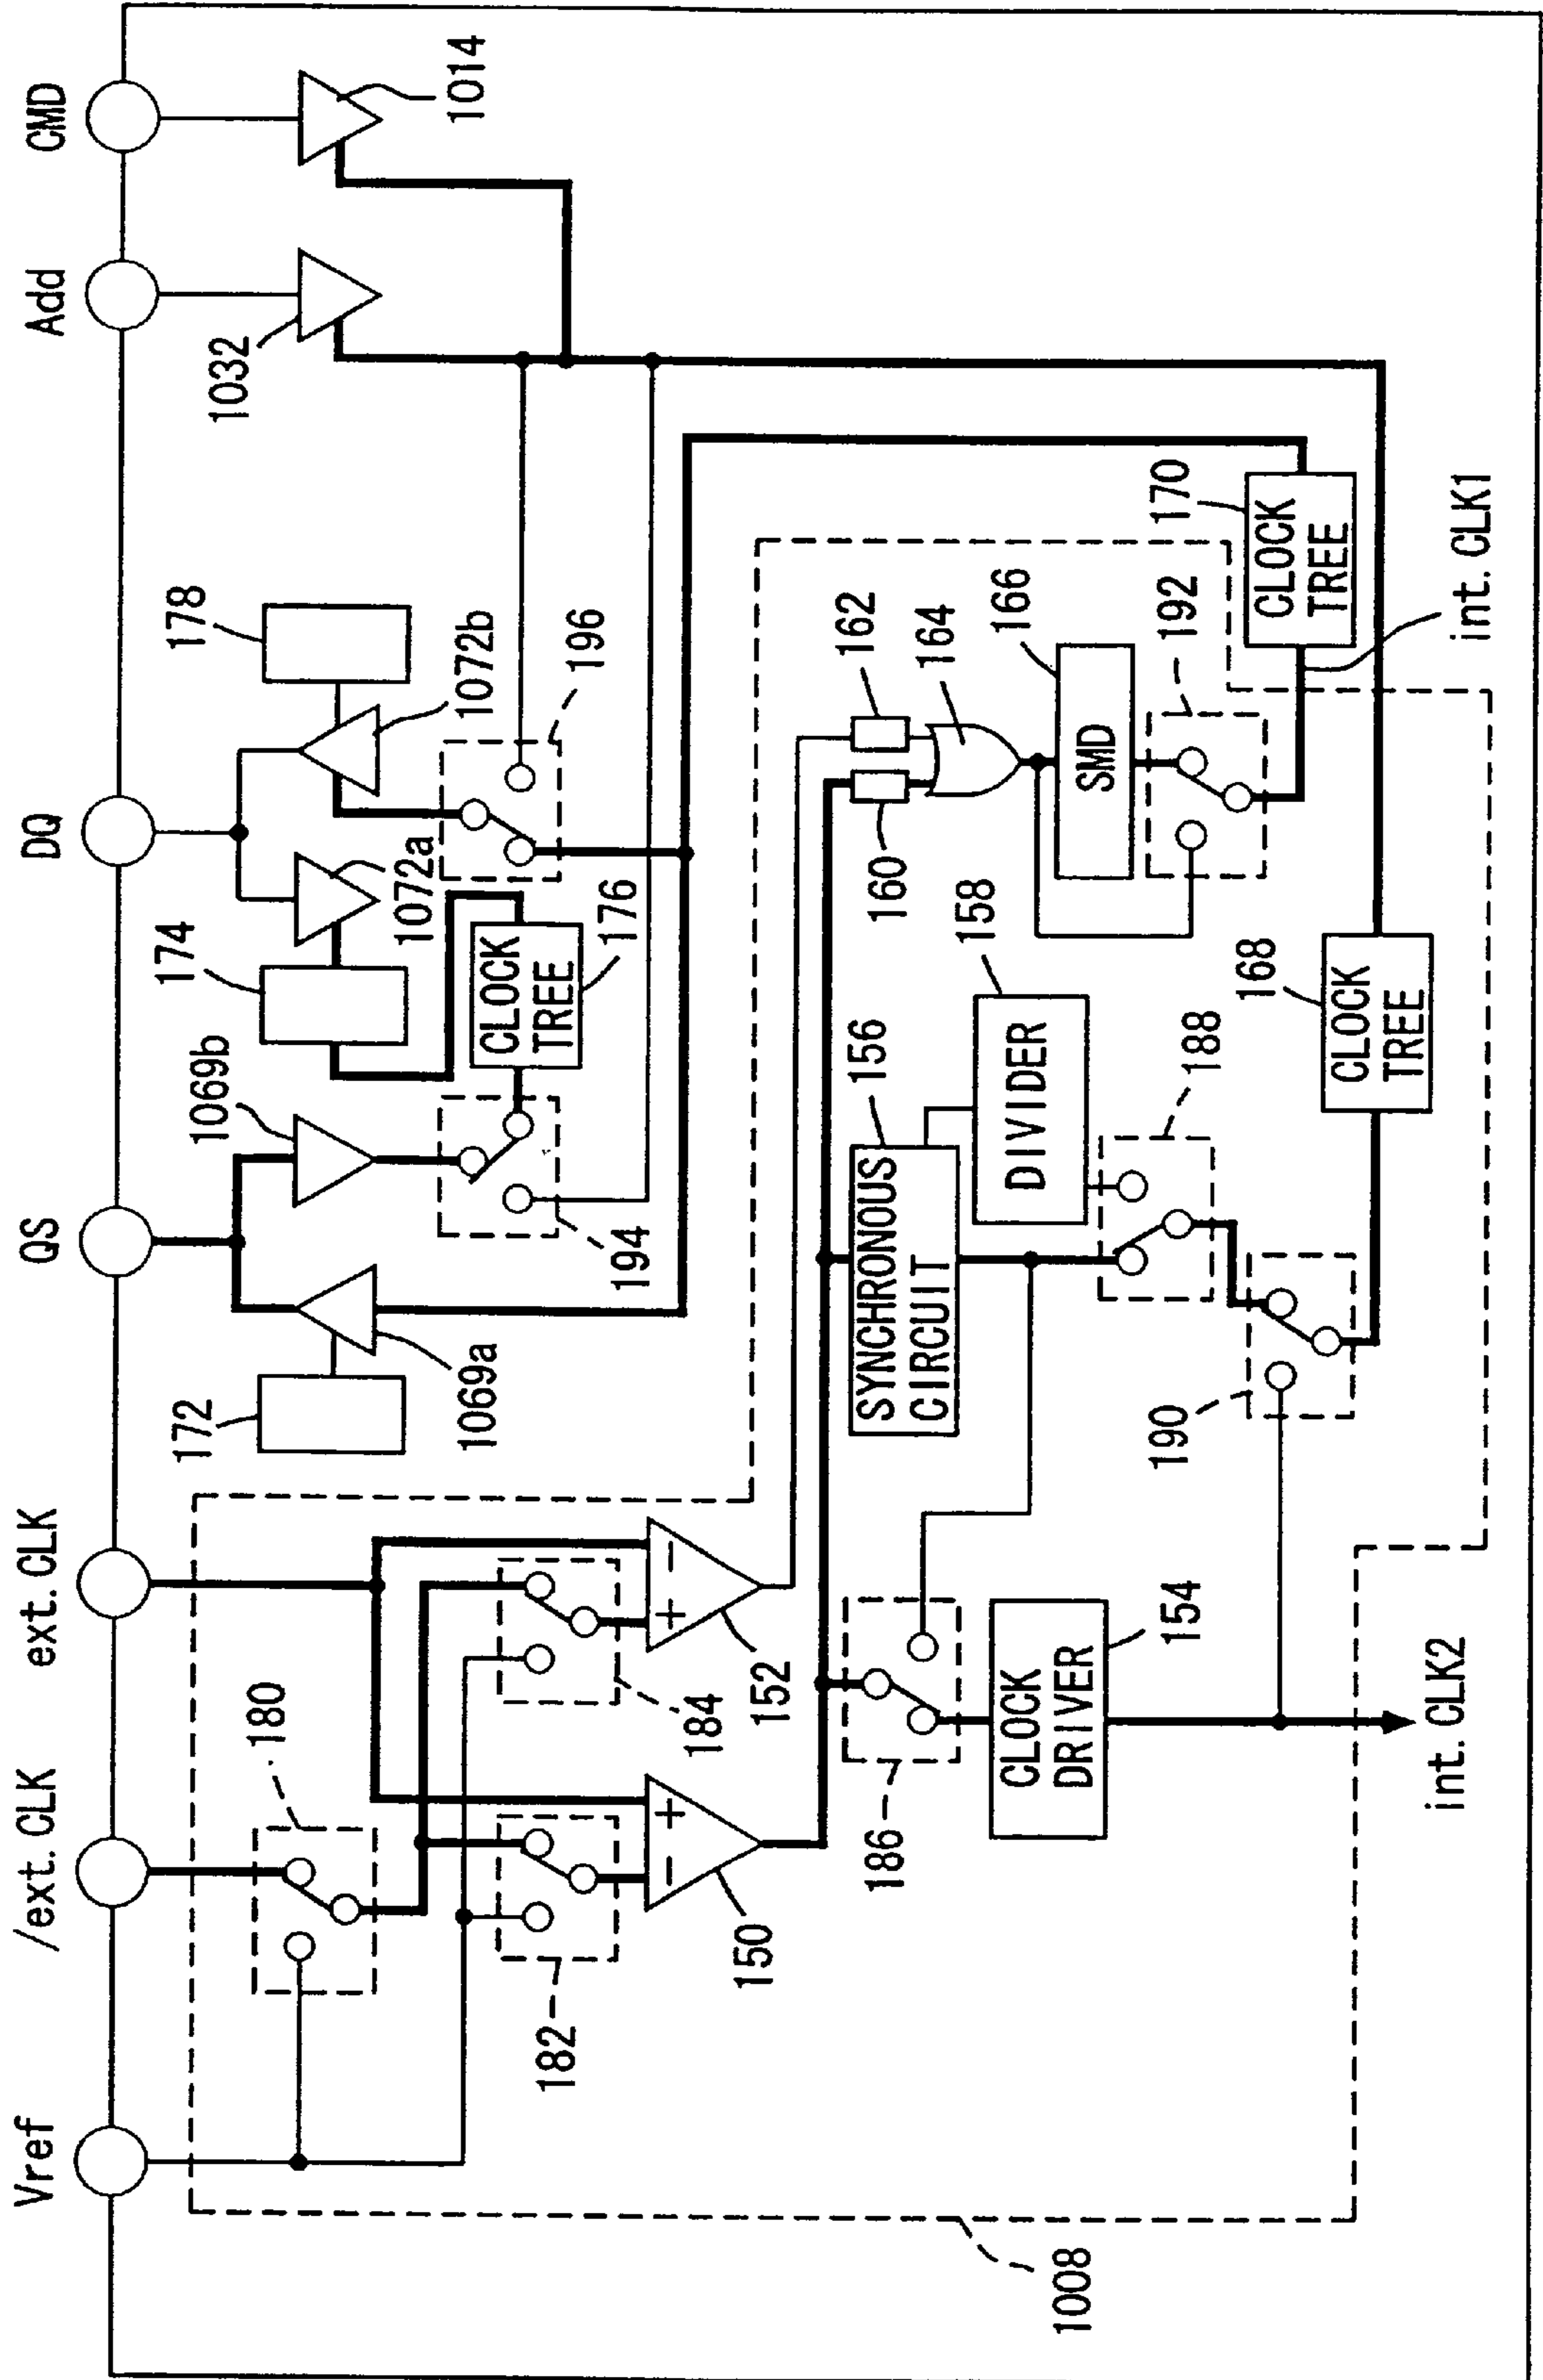 Vref
/ext.CLK
ext.CLK
QS
DQ
Add
CMD
180
172
1069a
1069b
174
1072a
178
1072b
1032
1014
182
184
150
152
194
CLOCK
TREE
176
196
186
CLOCK
DRIVER
154
SYNCHRONOUS
CIRCUIT
156
DIVIDER
158
160
162
164
SMD
166
188
190
192
CLOCK
TREE
168
CLOCK
TREE
170
int.CLK1
int.CLK2
1008